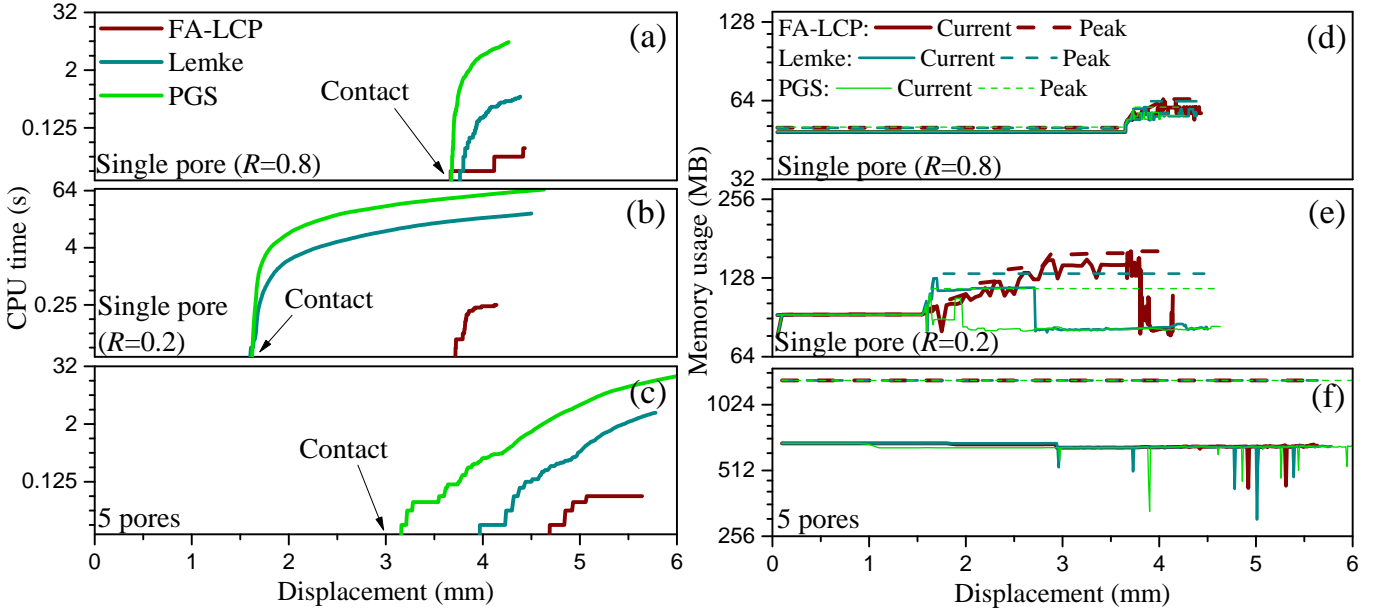 32
FA-LCP
Lemke
PGS
(a)
2
Contact
0.125
Single pore (R=0.8)
64
(b)
4
Contact
0.25
Single pore
(R=0.2)
CPU time (s)
32
(c)
2
Contact
0.125
5 pores
0 1 2 3 4 5 6
Displacement (mm)
128
FA-LCP: Current Peak
Lemke: Current Peak
PGS: Current Peak
(d)
64
32
Single pore (R=0.8)
256
(e)
128
64
Single pore (R=0.2)
Memory usage (MB)
1024
(f)
512
256
5 pores
0 1 2 3 4 5 6
Displacement (mm)